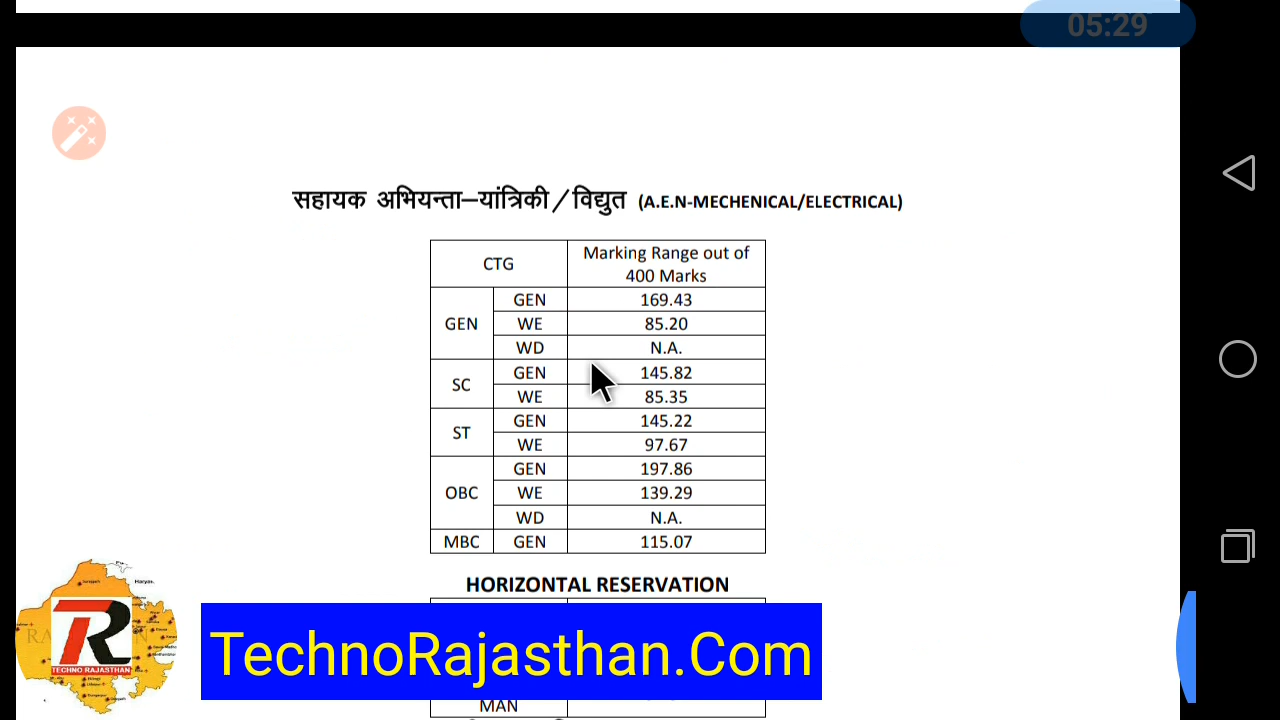 05:29
सहायक अभियन्ता–यांत्रिकी/विद्युत (A.E.N-MECHENICAL/ELECTRICAL)
CTG Marking Range out of 400 Marks
GEN GEN 169.43
WE 85.20
WD N.A.
SC GEN 145.82
WE 85.35
ST GEN 145.22
WE 97.67
OBC GEN 197.86
WE 139.29
WD N.A.
MBC GEN 115.07
HORIZONTAL RESERVATION
TR
TECHNO RAJASTHAN
TechnoRajasthan.Com
MAN